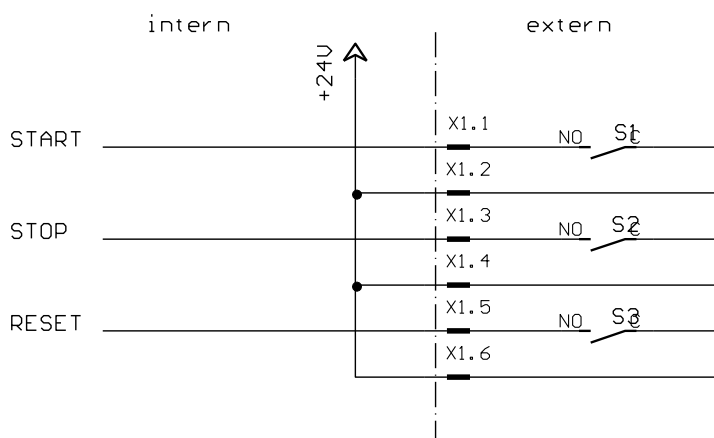 intern
extern
+24V
X1.1
START
NO
S1
C
X1.2
X1.3
STOP
NO
S2
C
X1.4
X1.5
RESET
NO
S3
C
X1.6